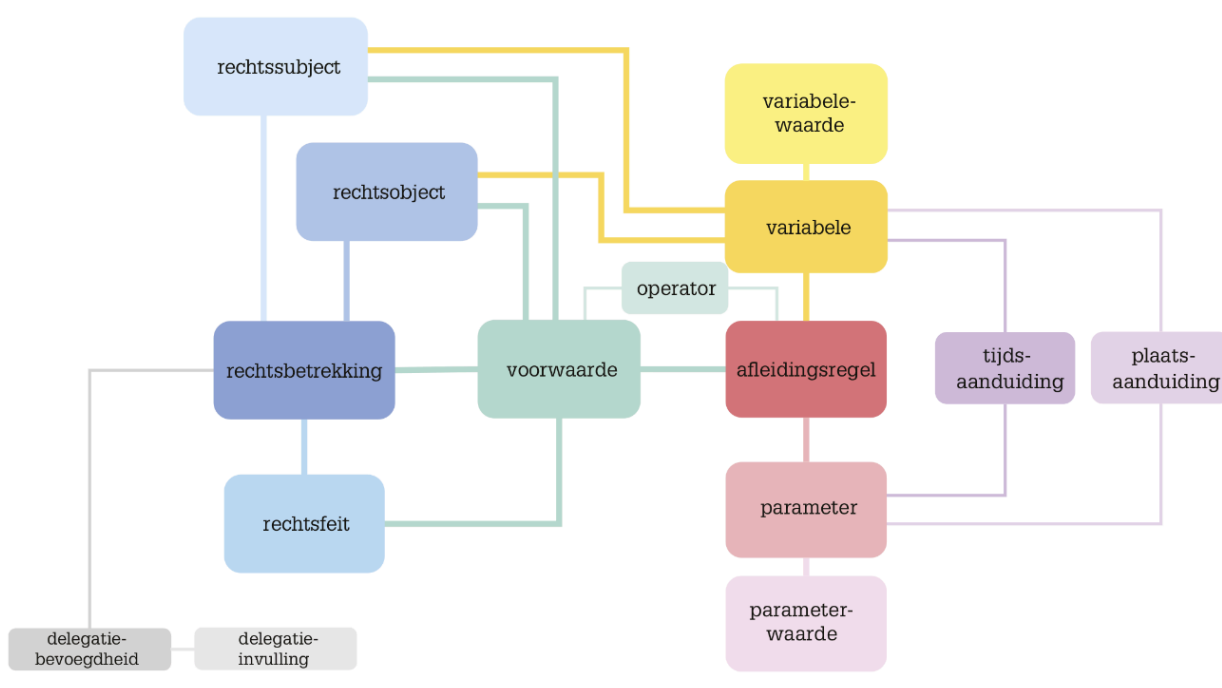 rechtssubject
variabele-
waarde
rechtsobject
variabele
operator
rechtsbetrekking
voorwaarde
afleidingsregel
tijds-
aanduiding
plaats-
aanduiding
rechtsfeit
parameter
parameter-
waarde
delegatie-
bevoegdheid
delegatie-
invulling